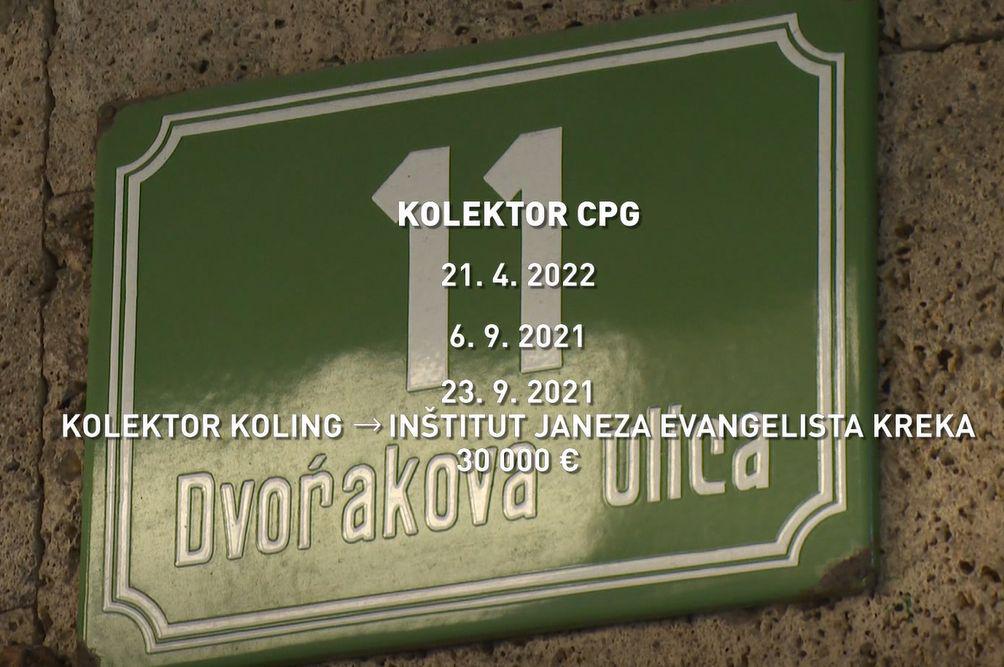 11
KOLEKTOR CPG
21. 4. 2022
6. 9. 2021
23. 9. 2021
KOLEKTOR KOLING → INŠTITUT JANEZA EVANGELISTA KREKA
30 000 €
Dvořakova ulica